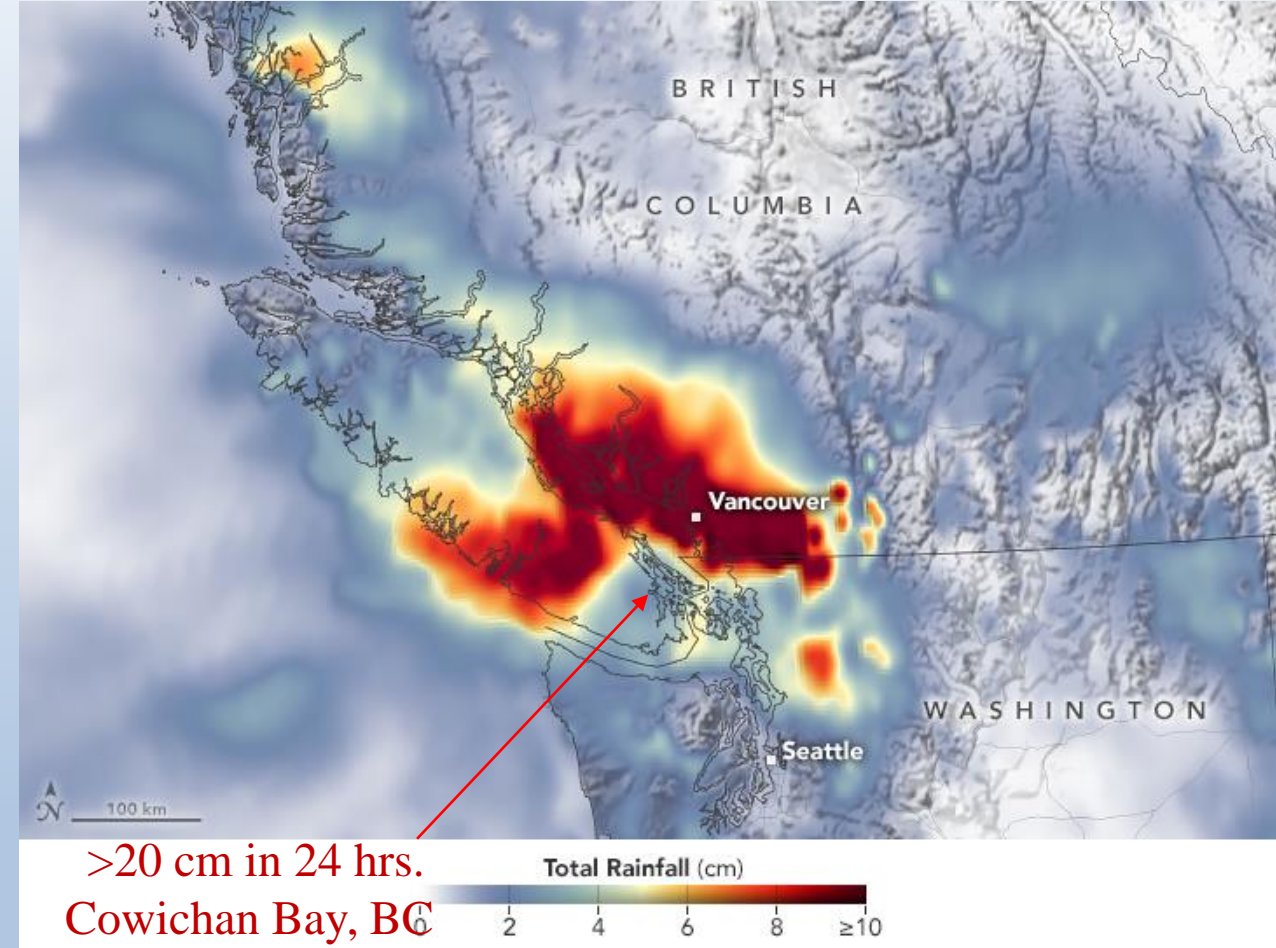 BRITISH
COLUMBIA
Vancouver
WASHINGTON
Seattle
N
100 km
>20 cm in 24 hrs.
Cowichan Bay, BC
Total Rainfall (cm)
0 2 4 6 8 ≥10